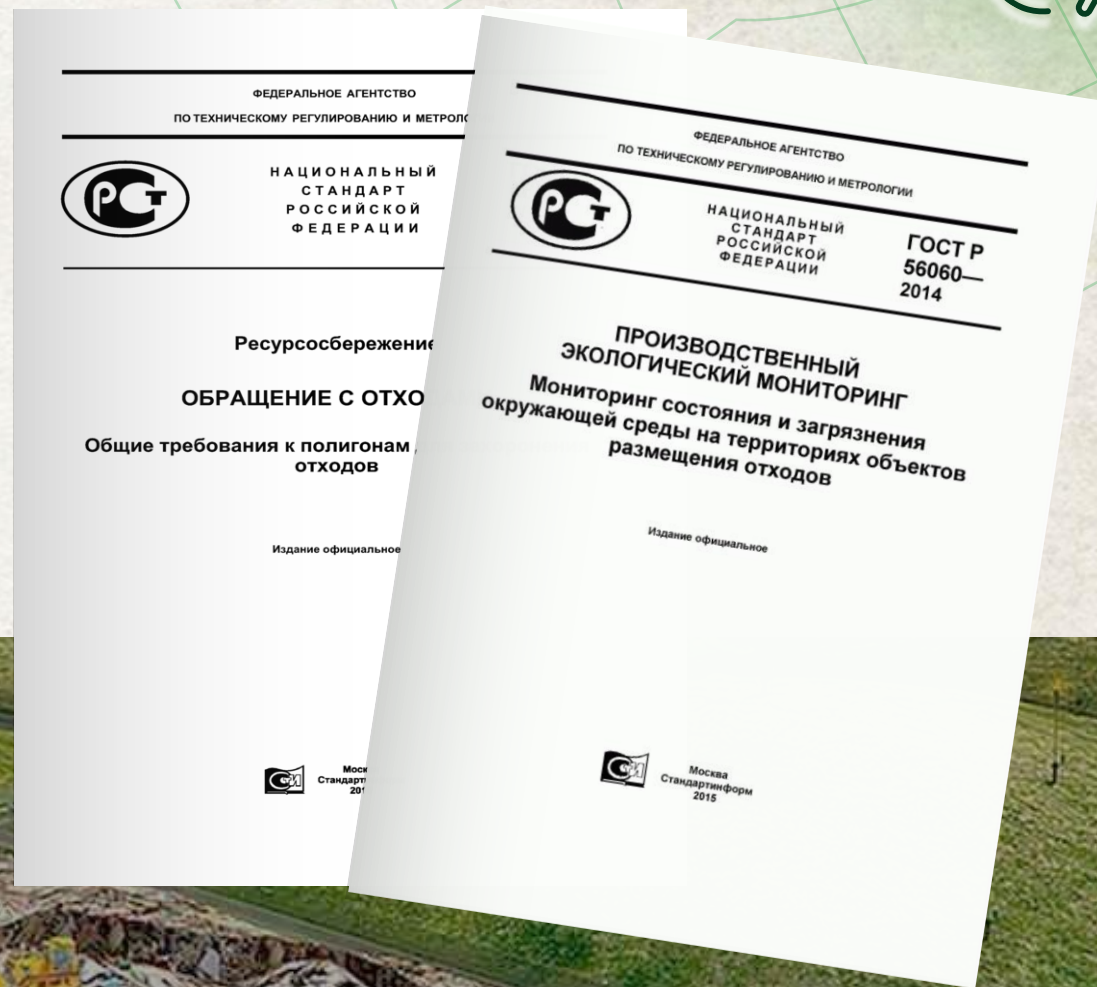 ФЕДЕРАЛЬНОЕ АГЕНТСТВО
ПО ТЕХНИЧЕСКОМУ РЕГУЛИРОВАНИЮ И
РСТ
НАЦИОНАЛЬНЫЙ
СТАНДАРТ
РОССИЙСКОЙ
ФЕДЕРАЦИИ
Ресурсосбережение
ОБРАЩЕНИЕ С
Общие требования к полигонам
отходов
Издание официальное
ФЕДЕРАЛЬНОЕ АГЕНТСТВО
ПО ТЕХНИЧЕСКОМУ РЕГУЛИРОВАНИЮ И МЕТРОЛОГИИ
РСТ
НАЦИОНАЛЬНЫЙ
СТАНДАРТ
РОССИЙСКОЙ
ФЕДЕРАЦИИ
ГОСТ Р
56060—
2014
ПРОИЗВОДСТВЕННЫЙ
ЭКОЛОГИЧЕСКИЙ МОНИТОРИНГ
Мониторинг состояния и загрязнения
окружающей среды на территориях объектов
размещения отходов
Издание официальное
Москва
Стандартинформ
2015